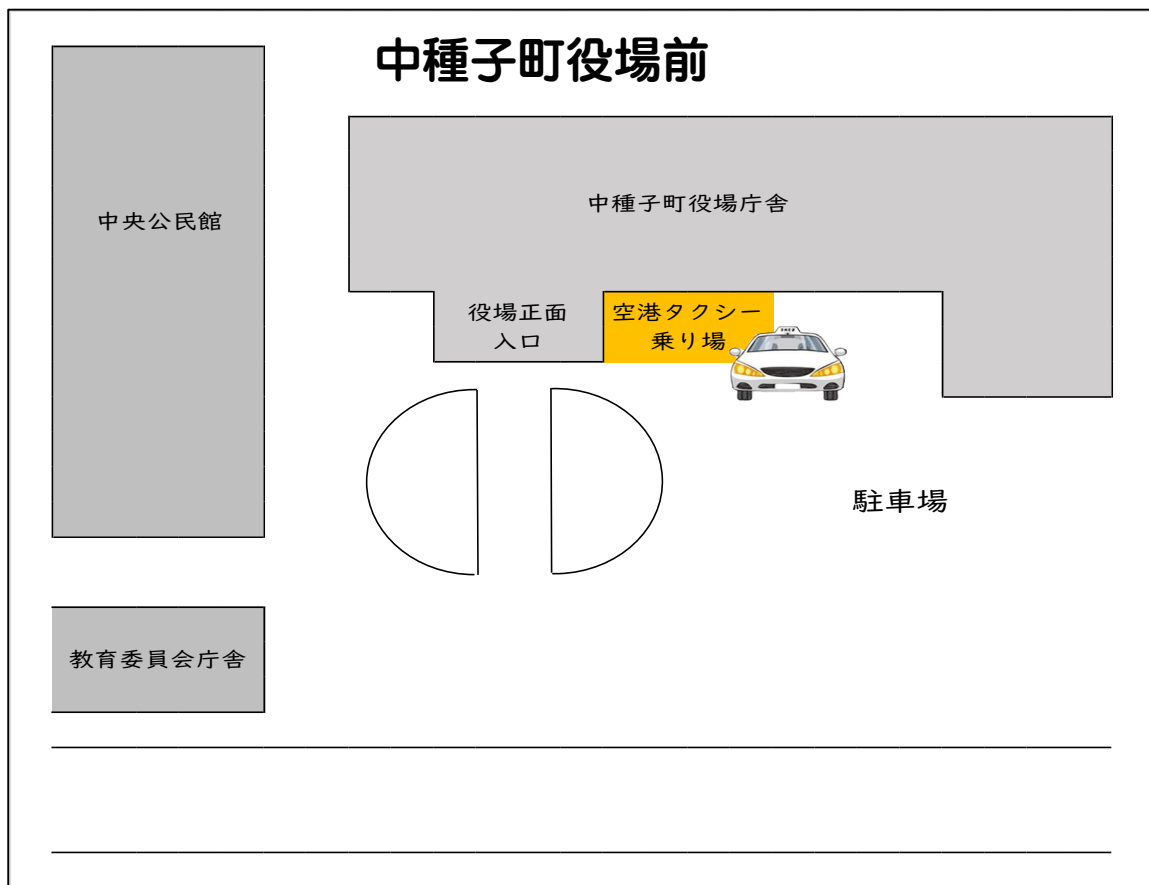 中種子町役場前
中央公民館
中種子町役場庁舎
役場正面
入口
空港タクシー
乗り場
駐車場
教育委員会庁舎